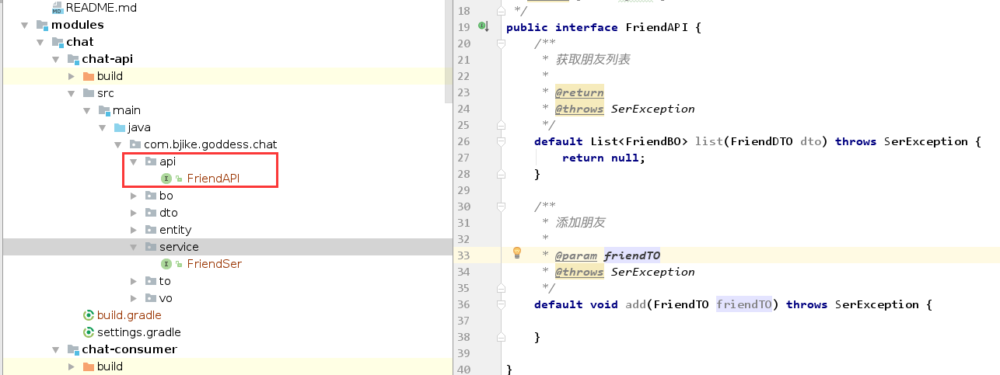 README.md
modules
chat
chat-api
build
src
main
java
com.bjike.goddess.chat
api
FriendAPI
bo
dto
entity
service
FriendSer
to
vo
build.gradle
settings.gradle
chat-consumer
build
18 */
19 public interface FriendAPI {
20 /**
21 * 获取朋友列表
22 *
23 * @return
24 * @throws SerException
25 */
26 default List<FriendBO> list(FriendDTO dto) throws SerException {
27 return null;
28 }
29
30 /**
31 * 添加朋友
32 *
33 * @param friendTO
34 * @throws SerException
35 */
36 default void add(FriendTO friendTO) throws SerException {
37
38 }
39
40 }